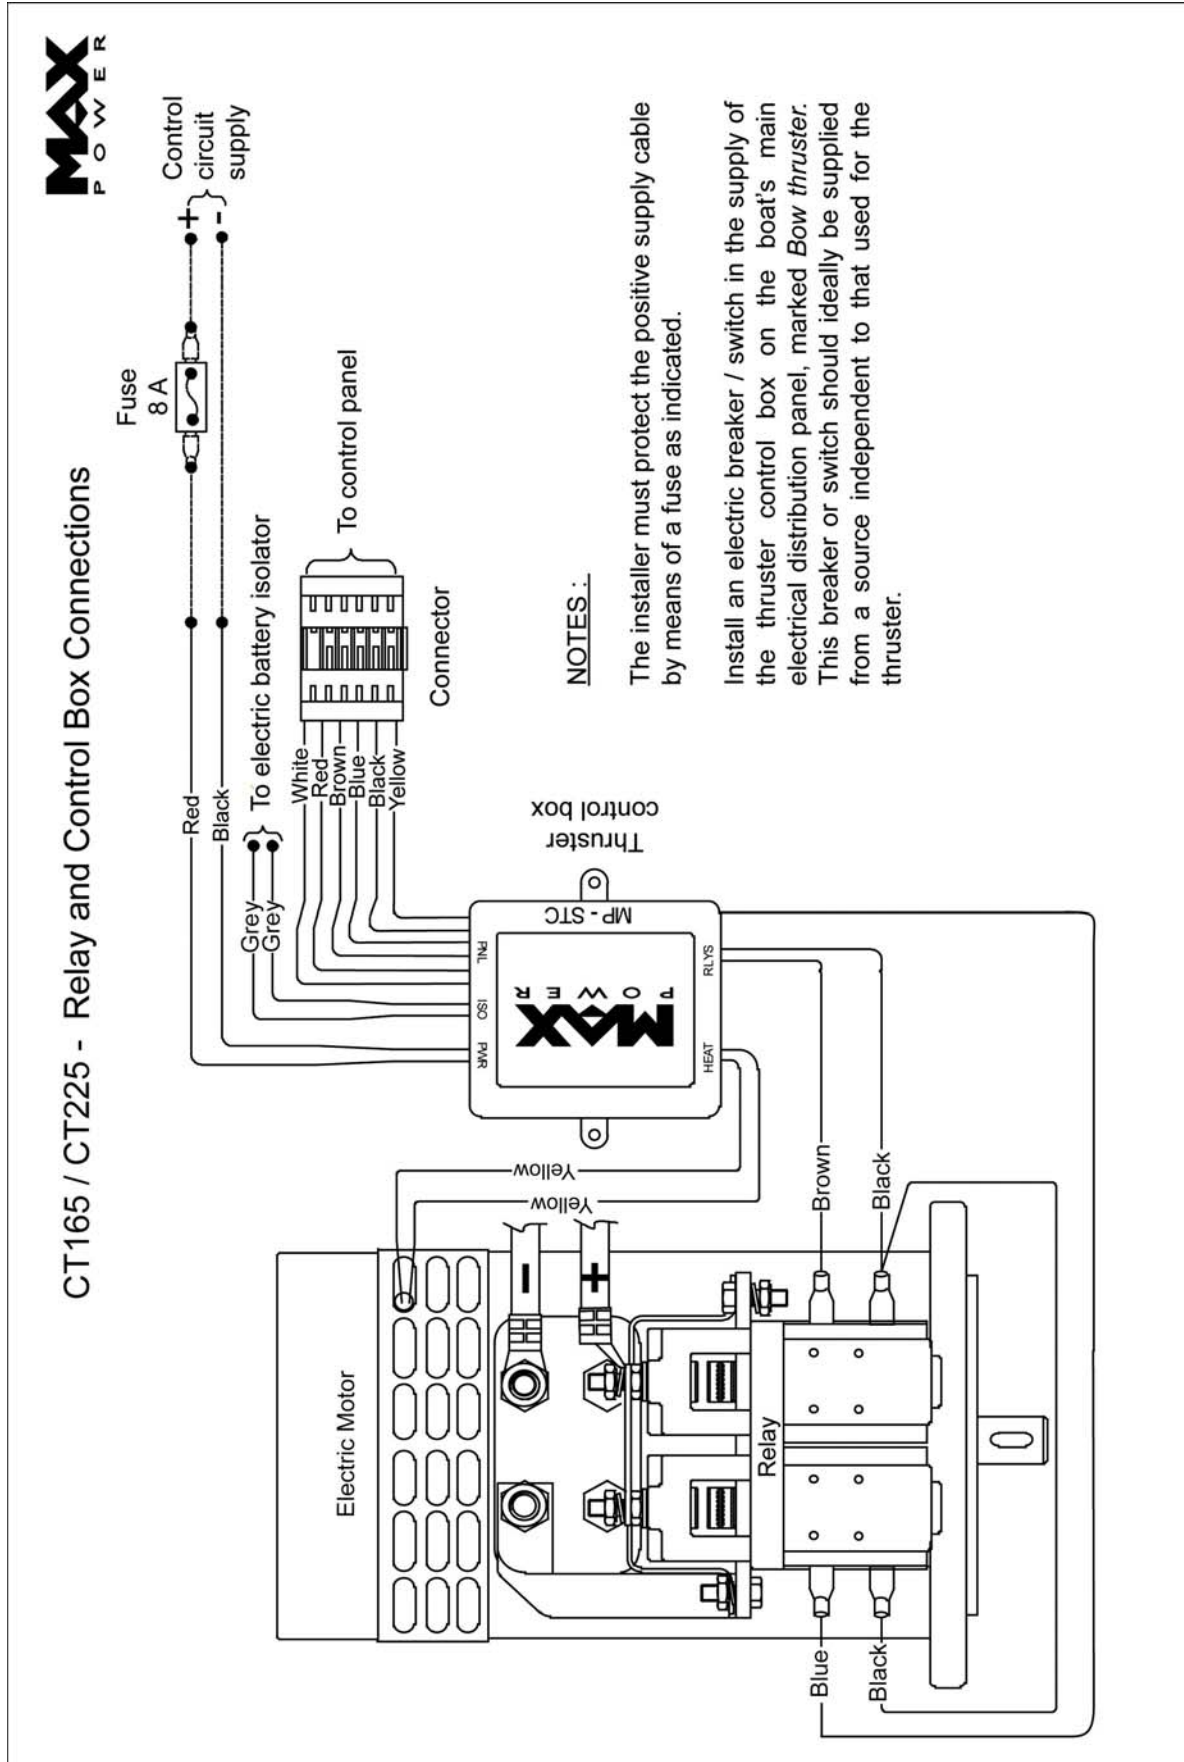 MAX
POWER
CT165 / CT225 - Relay and Control Box Connections
Fuse
8 A
+
-
Control
circuit
supply
Red
Black
Grey
Grey
To electric battery isolator
White
Red
Brown
Blue
Black
Yellow
To control panel
Connector
PWR
ISO
PNL
MAX
POWER
MP - STC
HEAT
RLYS
Thruster
control box
Yellow
Yellow
Electric Motor
-
+
Relay
Brown
Black
Blue
Black
NOTES :
The installer must protect the positive supply cable
by means of a fuse as indicated.
Install an electric breaker / switch in the supply of
the thruster control box on the boat's main
electrical distribution panel, marked Bow thruster.
This breaker or switch should ideally be supplied
from a source independent to that used for the
thruster.